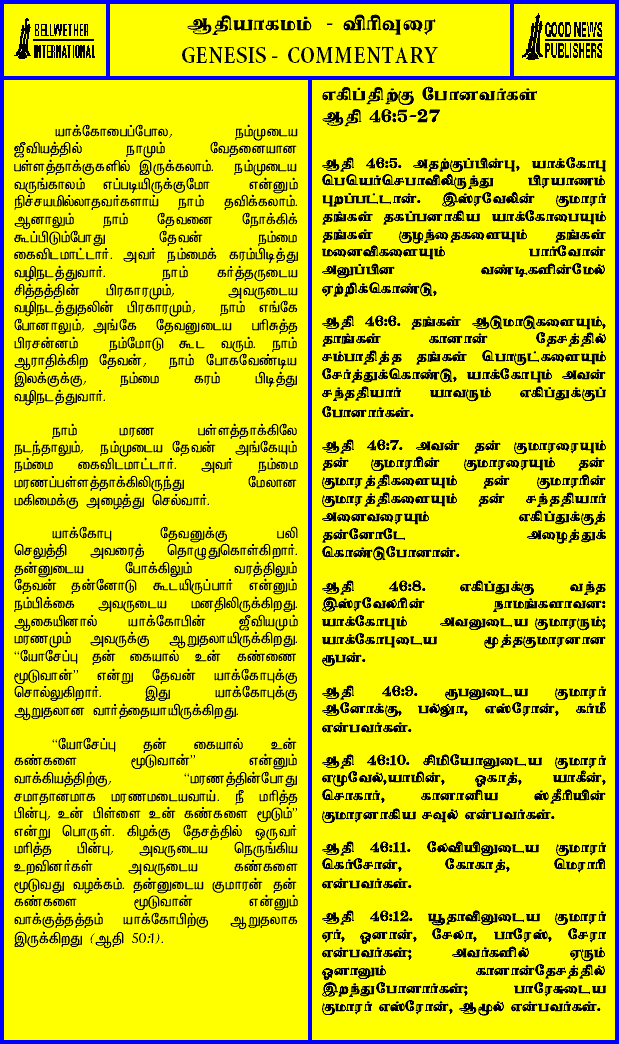 BELLWETHER
INTERNATIONAL
ஆதியாகமம் - விரிவுரை
GENESIS - COMMENTARY
GOOD NEWS
PUBLISHERS
யாக்கோபைப்போல, நம்முடைய
ஜீவியத்தில் நாமும் வேதனையான
பள்ளத்தாக்குகளில் இருக்கலாம். நம்முடைய
வருங்காலம் எப்படியிருக்குமோ என்னும்
நிச்சயமில்லாதவர்களாய் நாம் தவிக்கலாம்.
ஆனாலும் நாம் தேவனை நோக்கிக்
கூப்பிடும்போது தேவன் நம்மை
கைவிடமாட்டார். அவர் நம்மைக் கரம்பிடித்து
வழிநடத்துவார். நாம் கர்த்தருடைய
சித்தத்தின் பிரகாரமும், அவருடைய
வழிநடத்துதலின் பிரகாரமும், நாம் எங்கே
போனாலும், அங்கே தேவனுடைய பரிசுத்த
பிரசன்னம் நம்மோடு கூட வரும். நாம்
ஆராதிக்கிற தேவன், நாம் போகவேண்டிய
இலக்குக்கு, நம்மை கரம் பிடித்து
வழிநடத்துவார்.
நாம் மரண பள்ளத்தாக்கிலே
நடந்தாலும், நம்முடைய தேவன் அங்கேயும்
நம்மை கைவிடமாட்டார். அவர் நம்மை
மரணப்பள்ளத்தாக்கிலிருந்து மேலான
மகிமைக்கு அழைத்து செல்வார்.
யாக்கோபு தேவனுக்கு பலி
செலுத்தி அவரைத் தொழுதுகொள்கிறார்.
தன்னுடைய போக்கிலும் வரத்திலும்
தேவன் தன்னோடு கூடயிருப்பார் என்னும்
நம்பிக்கை அவருடைய மனதிலிருக்கிறது.
ஆகையினால் யாக்கோபின் ஜீவியமும்
மரணமும் அவருக்கு ஆறுதலாயிருக்கிறது.
“யோசேப்பு தன் கையால் உன் கண்ணை
மூடுவான்” என்று தேவன் யாக்கோபுக்கு
சொல்லுகிறார். இது யாக்கோபுக்கு
ஆறுதலான வார்த்தையாயிருக்கிறது.
“யோசேப்பு தன் கையால் உன்
கண்களை மூடுவான்” என்னும்
வாக்கியத்திற்கு, “மரணத்தின்போது
சமாதானமாக மரணமடைவாய். நீ மரித்த
பின்பு, உன் பிள்ளை உன் கண்களை மூடும்”
என்று பொருள். கிழக்கு தேசத்தில் ஒருவர்
மரித்த பின்பு, அவருடைய நெருங்கிய
உறவினர்கள் அவருடைய கண்களை
மூடுவது வழக்கம். தன்னுடைய குமாரன் தன்
கண்களை மூடுவான் என்னும்
வாக்குத்தத்தம் யாக்கோபிற்கு ஆறுதலாக
இருக்கிறது (ஆதி 50:1).
எகிப்திற்கு போனவர்கள்
ஆதி 46:5-27
ஆதி 46:5. அதற்குப்பின்பு, யாக்கோபு
பெயெர்செபாவிலிருந்து பிரயாணம்
புறப்பட்டான். இஸ்ரவேலின் குமாரர்
தங்கள் தகப்பனாகிய யாக்கோபையும்
தங்கள் குழந்தைகளையும் தங்கள்
மனைவிகளையும் பார்வோன்
அனுப்பின வண்டிகளின்மேல்
ஏற்றிக்கொண்டு,
ஆதி 46:6. தங்கள் ஆடுமாடுகளையும்,
தாங்கள் கானான் தேசத்தில்
சம்பாதித்த தங்கள் பொருட்களையும்
சேர்த்துக்கொண்டு, யாக்கோபும் அவன்
சந்ததியார் யாவரும் எகிப்துக்குப்
போனார்கள்.
ஆதி 46:7. அவன் தன் குமாரரையும்
தன் குமாரரின் குமாரரையும் தன்
குமாரத்திகளையும் தன் குமாரரின்
குமாரத்திகளையும் தன் சந்ததியார்
அனைவரையும் எகிப்துக்குத்
தன்னோடே அழைத்துக்
கொண்டுபோனான்.
ஆதி 46:8. எகிப்துக்கு வந்த
இஸ்ரவேலரின் நாமங்களாவன:
யாக்கோபும் அவனுடைய குமாரரும்;
யாக்கோபுடைய மூத்தகுமாரனான
ரூபன்.
ஆதி 46:9. ரூபனுடைய குமாரர்
ஆனோக்கு, பல்லூ, எஸ்ரோன், கர்மீ
என்பவர்கள்.
ஆதி 46:10. சிமியோனுடைய குமாரர்
எமுவேல்,யாமின், ஓகாத், யாகீன்,
சொகார், கானானிய ஸ்தீரியின்
குமாரனாகிய சவுல் என்பவர்கள்.
ஆதி 46:11. லேவியினுடைய குமாரர்
கெர்சோன், கோகாத், மெராரி
என்பவர்கள்.
ஆதி 46:12. யூதாவினுடைய குமாரர்
ஏர், ஓனான், சேலா, பாரேஸ், சேரா
என்பவர்கள்; அவர்களில் ஏரும்
ஓனானும் கானான்தேசத்தில்
இறந்துபோனார்கள்; பாரேசுடைய
குமாரர் எஸ்ரோன், ஆமூல் என்பவர்கள்.